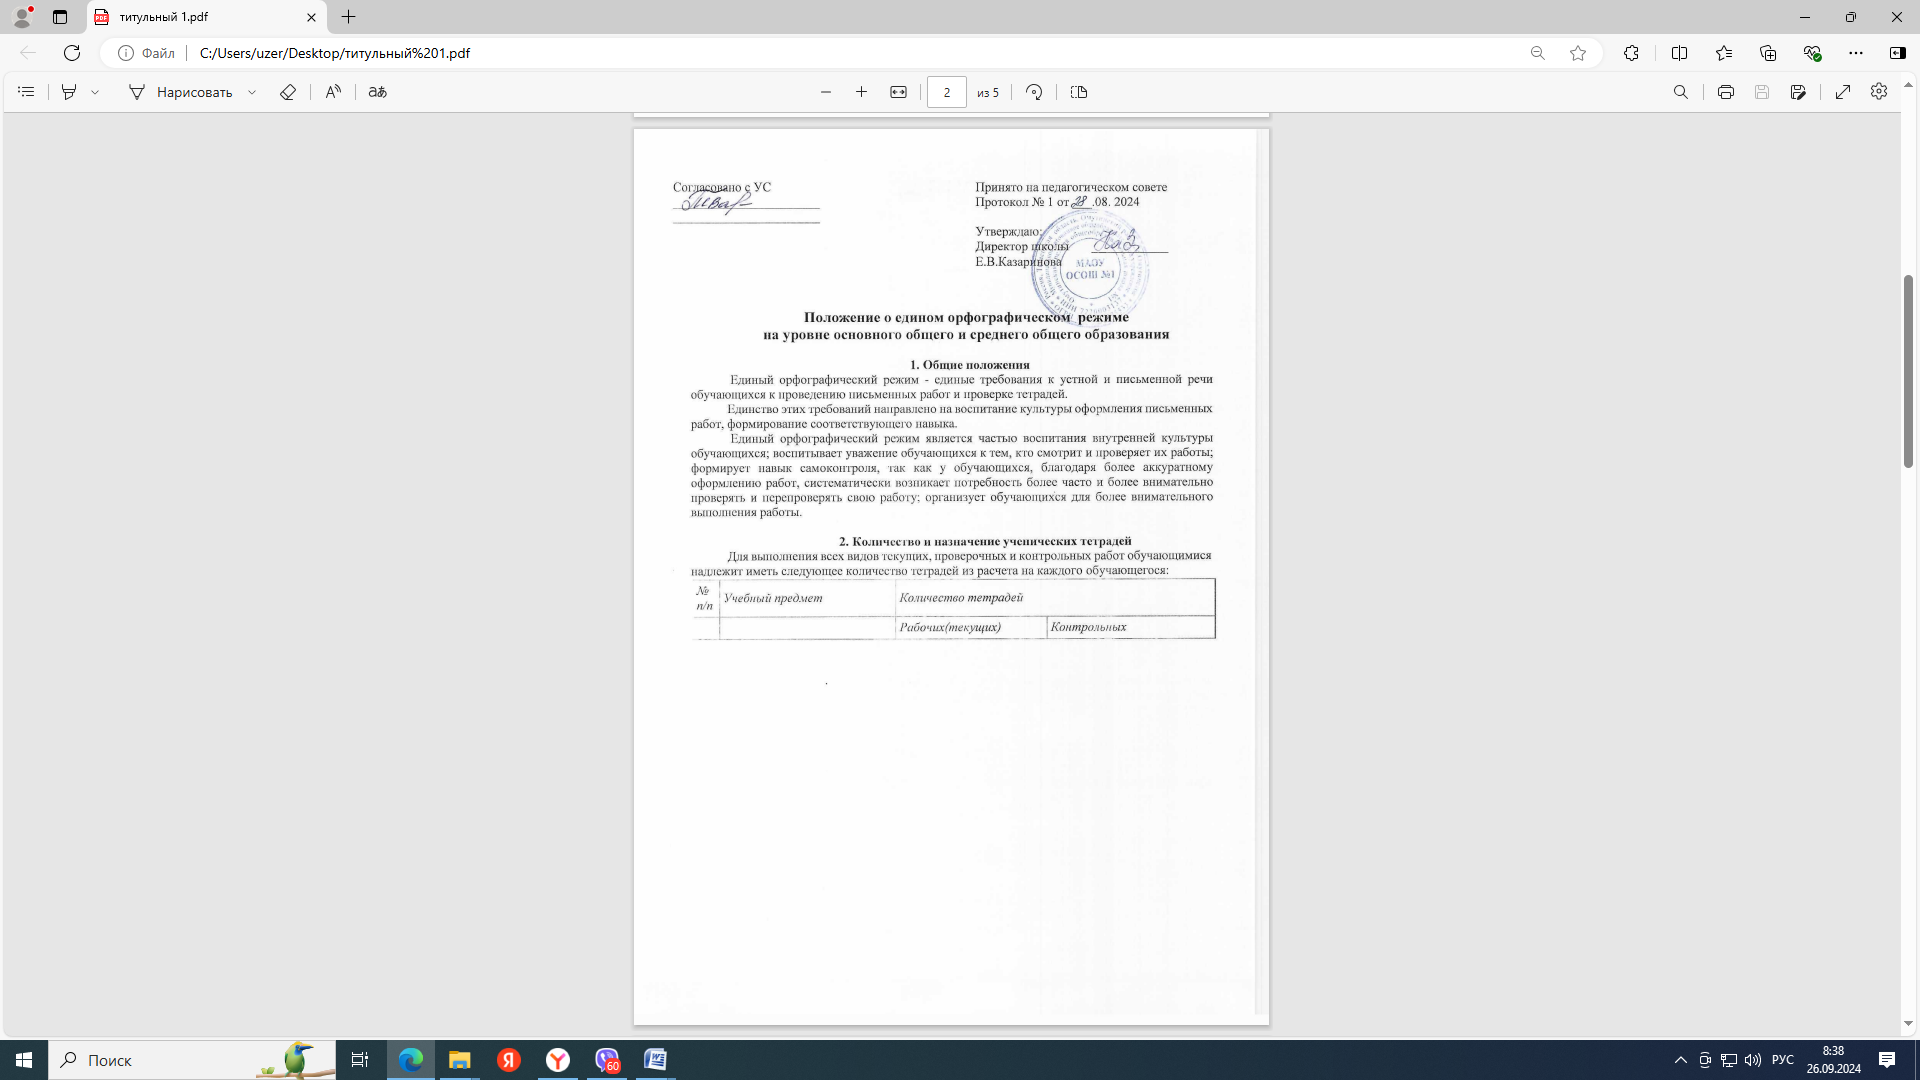 титульный 1.pdf
Файл
C:/Users/uzer/Desktop/титульный%201.pdf
Нарисовать
2
из 5
Согласовано с УС
Принято на педагогическом совете
Протокол № 1 от 28 .08. 2024
Утверждаю:
Директор школы
Е.В.Казаринова
МАОУ
ОСОШ №1
Положение о едином орфографическом режиме
на уровне основного общего и среднего общего образования
1. Общие положения
Единый орфографический режим - единые требования к устной и письменной речи
обучающихся к проведению письменных работ и проверке тетрадей.
Единство этих требований направлено на воспитание культуры оформления письменных
работ, формирование соответствующего навыка.
Единый орфографический режим является частью воспитания внутренней культуры
обучающихся; воспитывает уважение обучающихся к тем, кто смотрит и проверяет их работы;
формирует навык самоконтроля, так как у обучающихся, благодаря более аккуратному
оформлению работ, систематически возникает потребность более часто и более внимательно
проверять и перепроверять свою работу; организует обучающихся для более внимательного
выполнения работы.
2. Количество и назначение ученических тетрадей
Для выполнения всех видов текущих, проверочных и контрольных работ обучающимися
надлежит иметь следующее количество тетрадей из расчета на каждого обучающегося:
№ п/п Учебный предмет Количество тетрадей
Рабочих(текущих) Контрольных
Поиск
60
РУС
8:38
26.09.2024